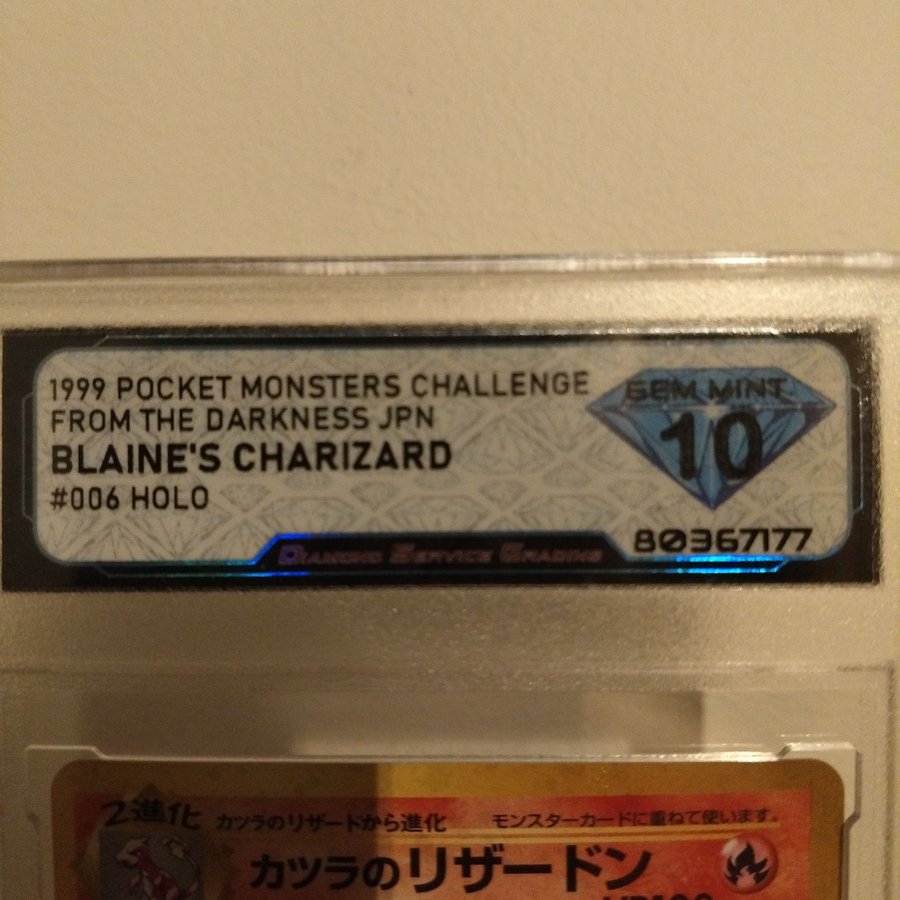 1999 POCKET MONSTERS CHALLENGE
FROM THE DARKNESS JPN
BLAINE'S CHARIZARD
#006 HOLO
GEM MINT
10
DIAMOND SERVICE GRADING
80367177
2進化 カツラのリザードから進化 モンスターカードに重ねて使います。
カツラのリザードン